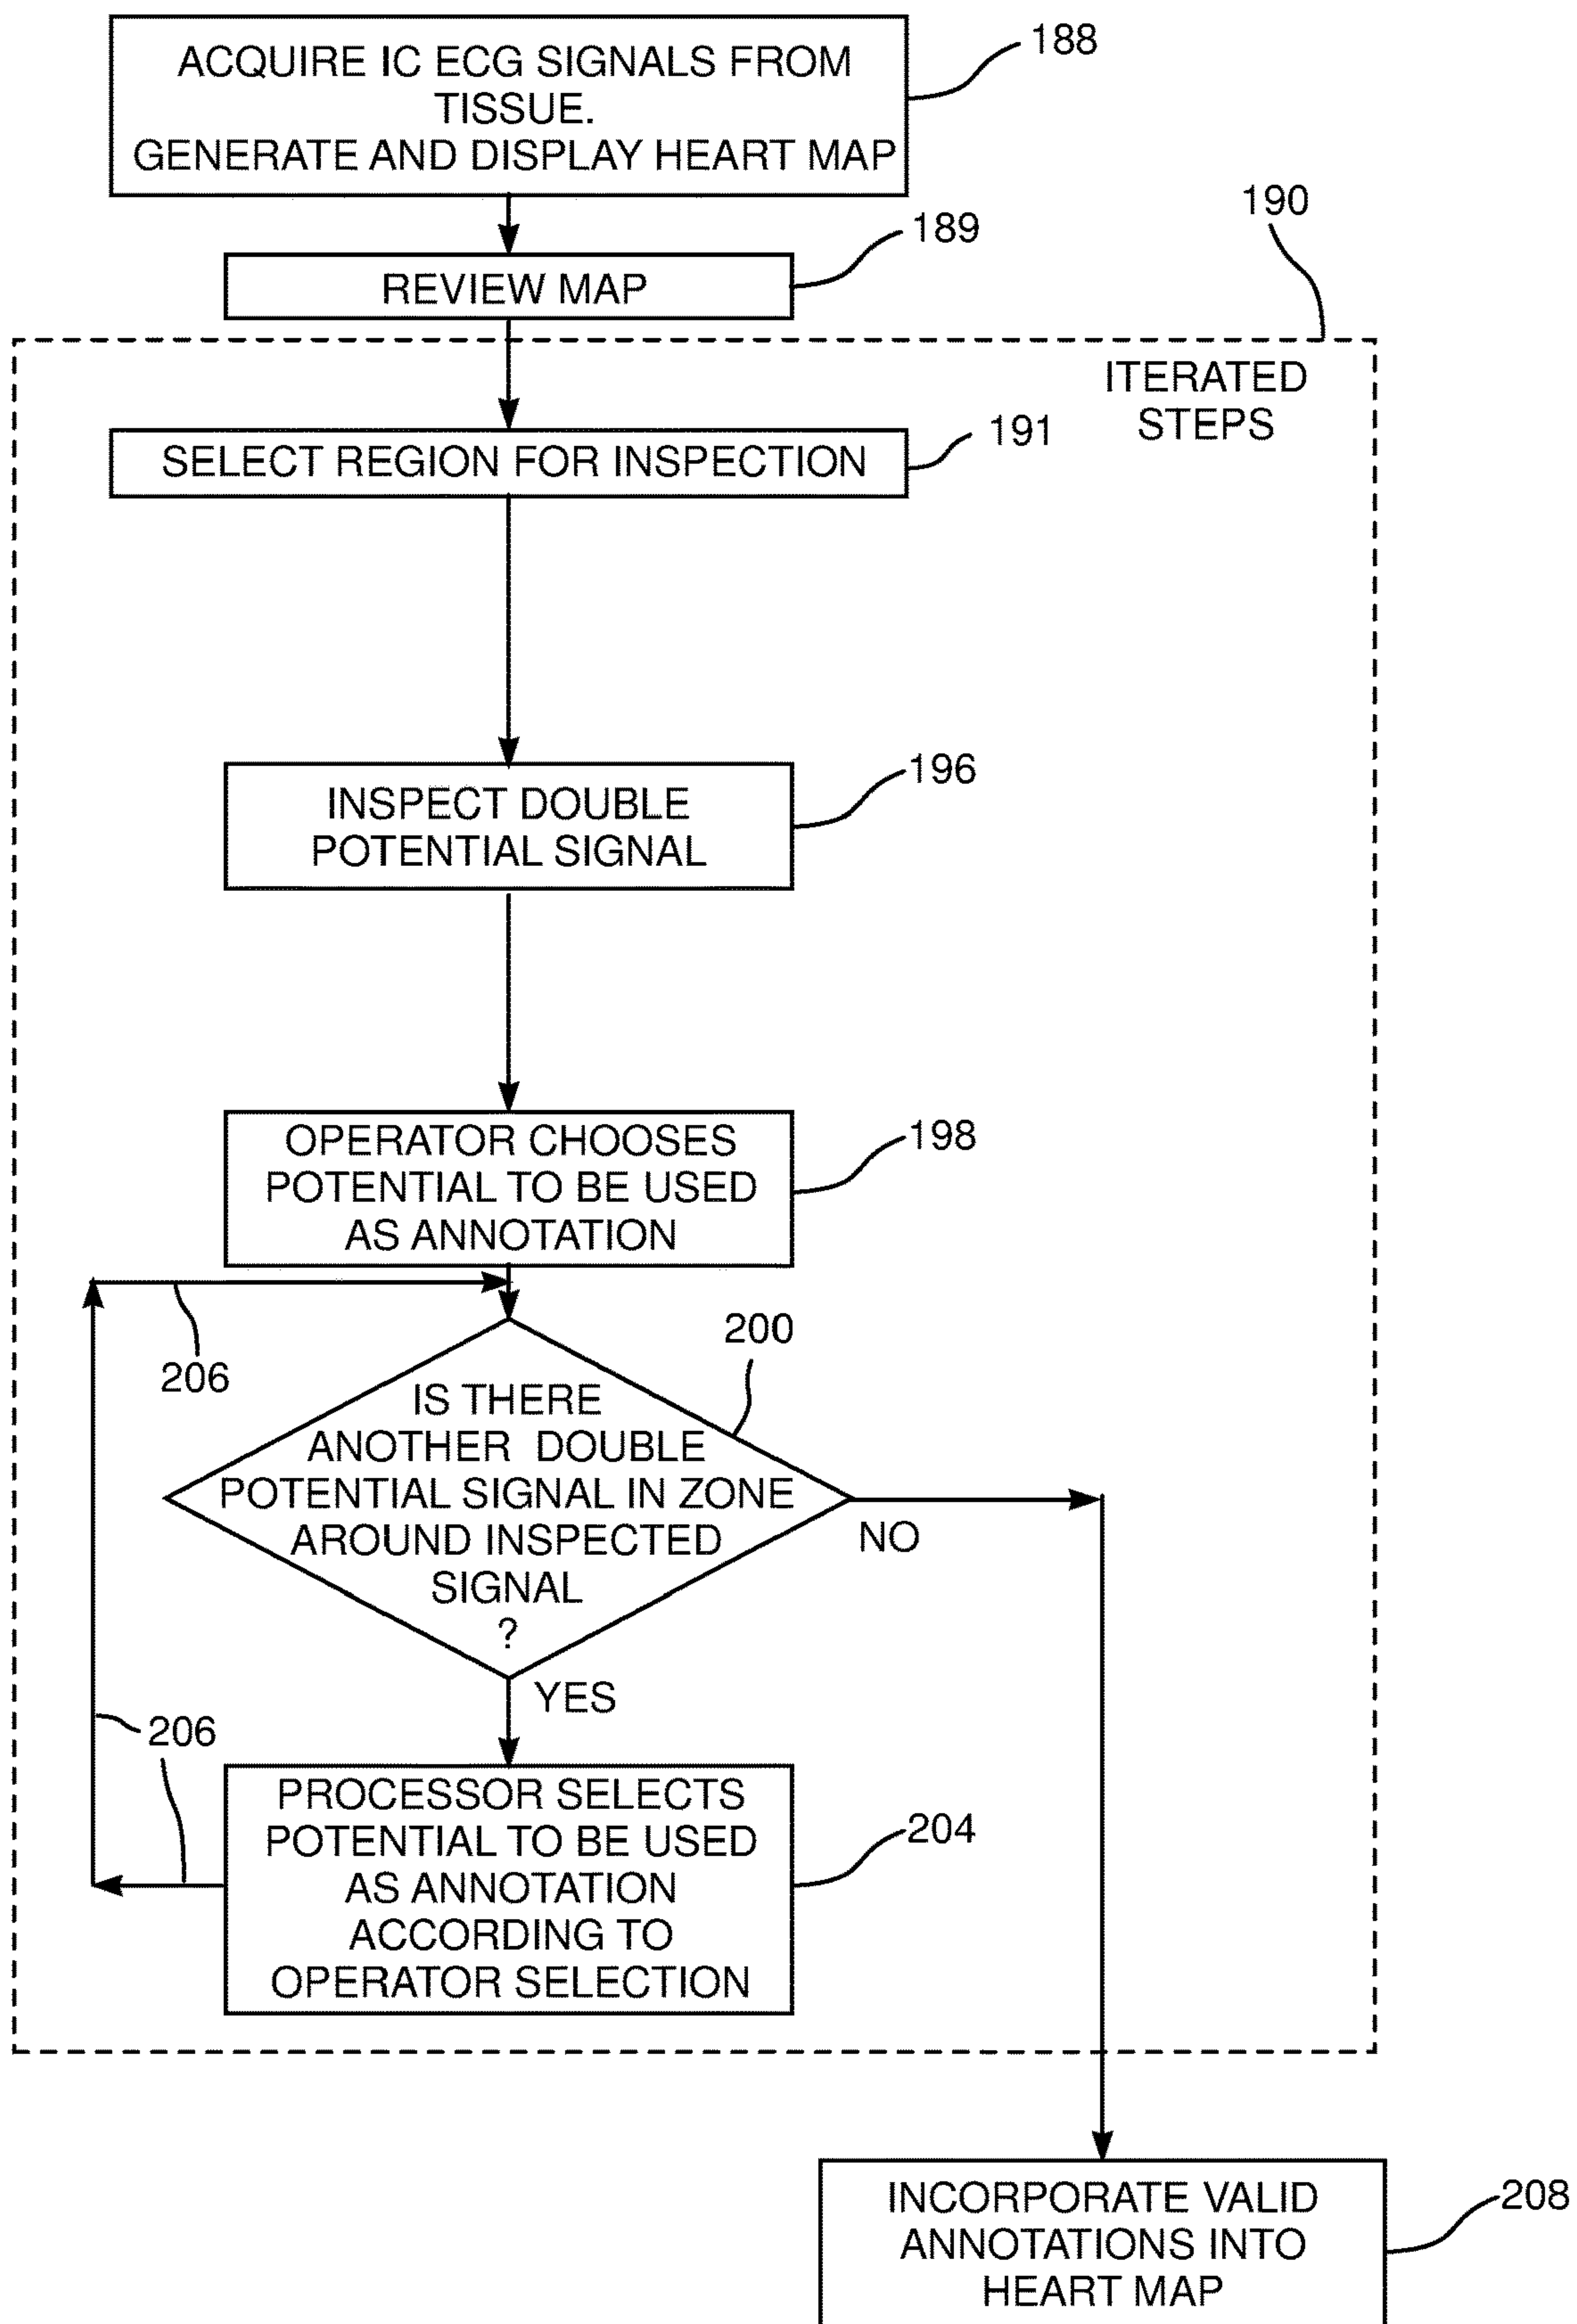 ACQUIRE IC ECG SIGNALS FROM
TISSUE.
GENERATE AND DISPLAY HEART MAP
188
REVIEW MAP
189
190
ITERATED
STEPS
SELECT REGION FOR INSPECTION
191
INSPECT DOUBLE
POTENTIAL SIGNAL
196
OPERATOR CHOOSES
POTENTIAL TO BE USED
AS ANNOTATION
198
206
200
IS THERE
ANOTHER DOUBLE
POTENTIAL SIGNAL IN ZONE
AROUND INSPECTED
SIGNAL
?
NO
YES
206
PROCESSOR SELECTS
POTENTIAL TO BE USED
AS ANNOTATION
ACCORDING TO
OPERATOR SELECTION
204
INCORPORATE VALID
ANNOTATIONS INTO
HEART MAP
208